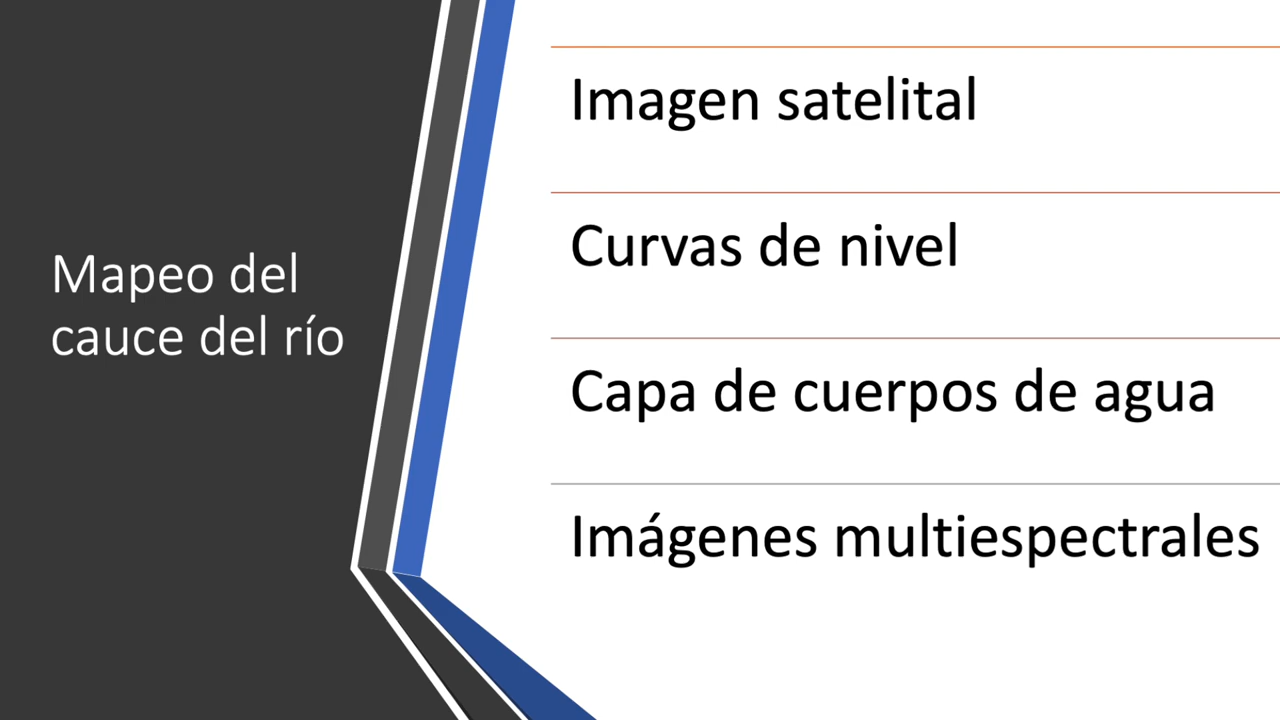 Mapeo del
cauce del río
Imagen satelital
Curvas de nivel
Capa de cuerpos de agua
Imágenes multiespectrales